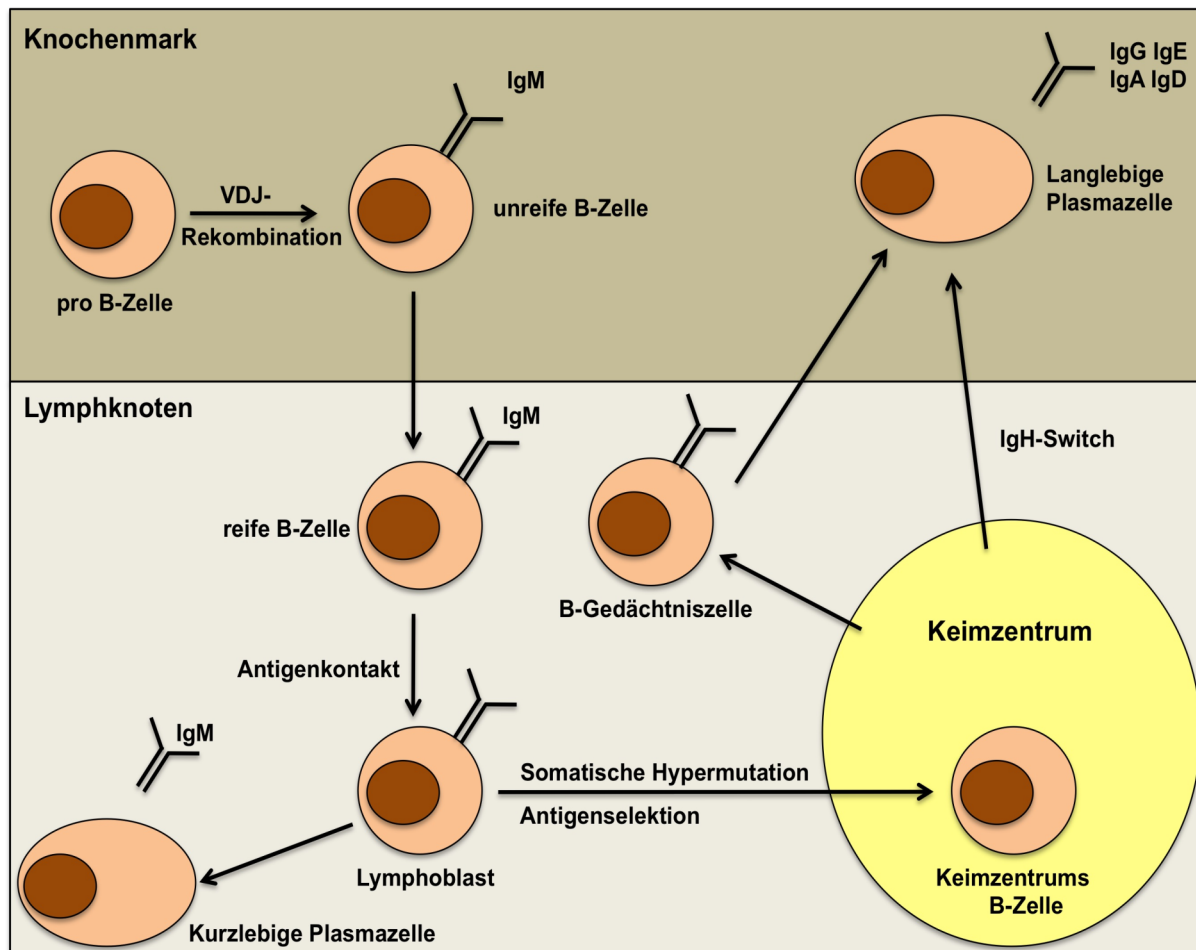 Knochenmark
IgM
IgG IgE
IgA IgD
VDJ-
Rekombination
unreife B-Zelle
Langlebige
Plasmazelle
pro B-Zelle
Lymphknoten
IgM
IgH-Switch
reife B-Zelle
B-Gedächtniszelle
Keimzentrum
Antigenkontakt
IgM
Somatische Hypermutation
Antigenselektion
Lymphoblast
Keimzentrums
B-Zelle
Kurzlebige Plasmazelle